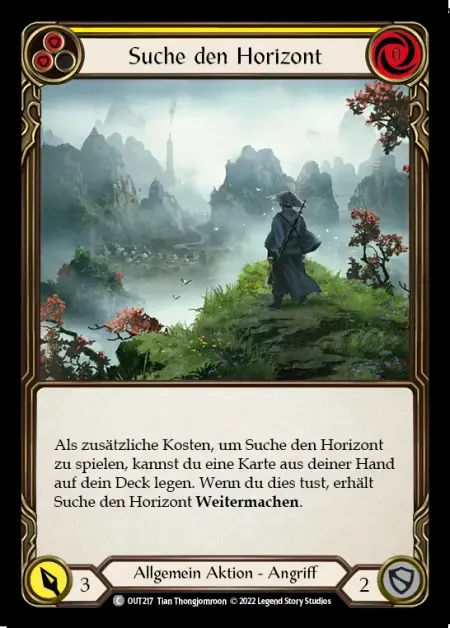 Suche den Horizont
0
Als zusätzliche Kosten, um Suche den Horizont
zu spielen, kannst du eine Karte aus deiner Hand
auf dein Deck legen. Wenn du dies tust, erhält
Suche den Horizont Weitermachen.
3
Allgemein Aktion - Angriff
2
C OUT217 Tian Thongjomroon © 2022 Legend Story Studios